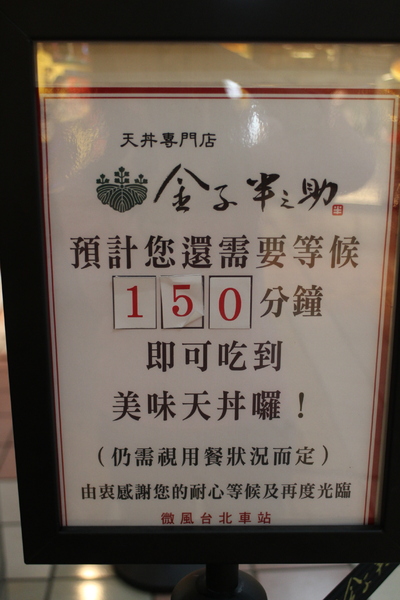 天丼専門店
金子半之助
預計您還需要等候
150分鐘
即可吃到
美味天丼囉！
（仍需視用餐狀況而定）
由衷感謝您的耐心等候及再度光臨
微風台北車站